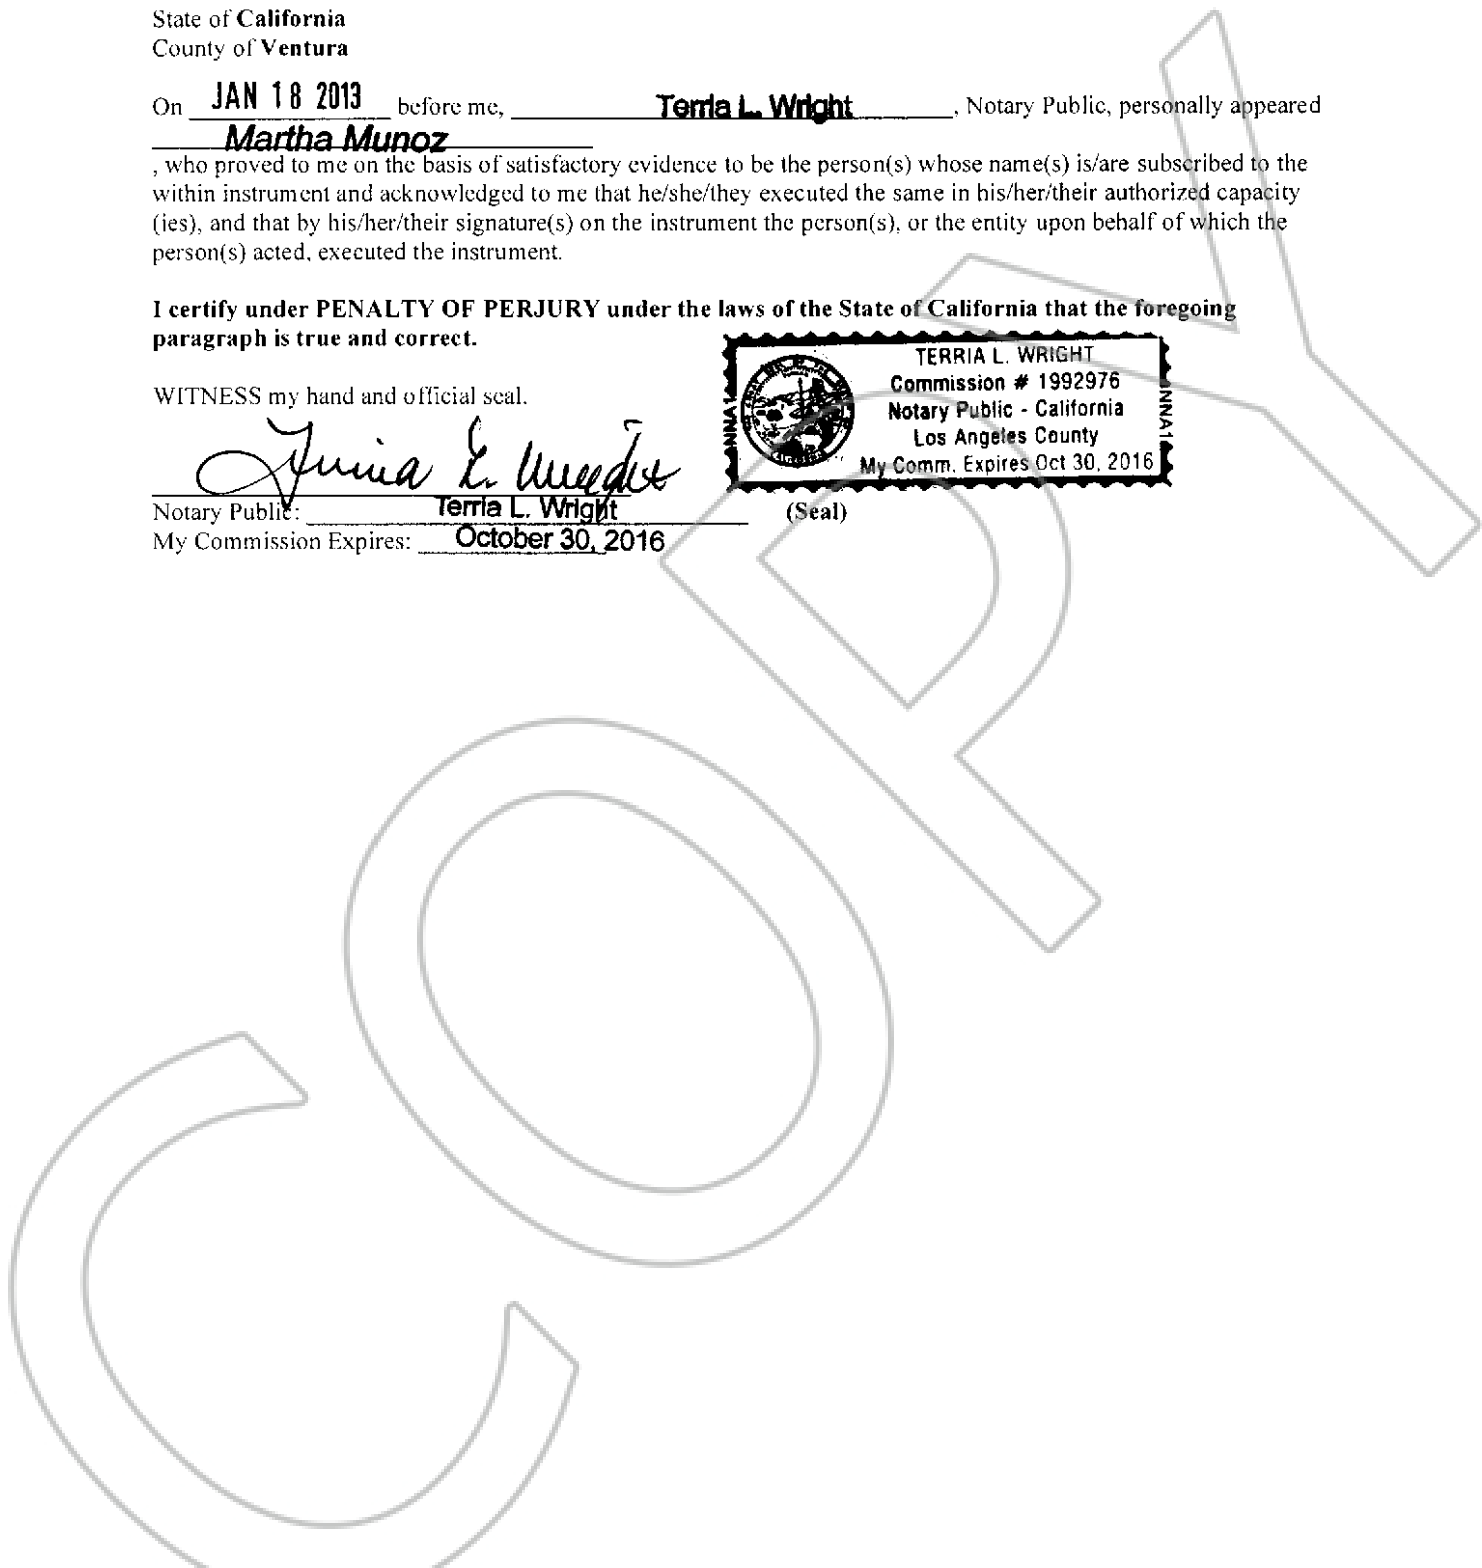 State of California
County of Ventura
On JAN 18 2013 before me, Terria L. Wright, Notary Public, personally appeared
Martha Munoz
, who proved to me on the basis of satisfactory evidence to be the person(s) whose name(s) is/are subscribed to the
within instrument and acknowledged to me that he/she/they executed the same in his/her/their authorized capacity
(ies), and that by his/her/their signature(s) on the instrument the person(s), or the entity upon behalf of which the
person(s) acted, executed the instrument.
I certify under PENALTY OF PERJURY under the laws of the State of California that the foregoing
paragraph is true and correct.
WITNESS my hand and official seal.
TERRIA L. WRIGHT
Commission # 1992976
Notary Public - California
Los Angeles County
My Comm. Expires Oct 30, 2016
NNA1
NNA1
Terria L. Wright
Notary Public: Terria L. Wright (Seal)
My Commission Expires: October 30, 2016
COPY